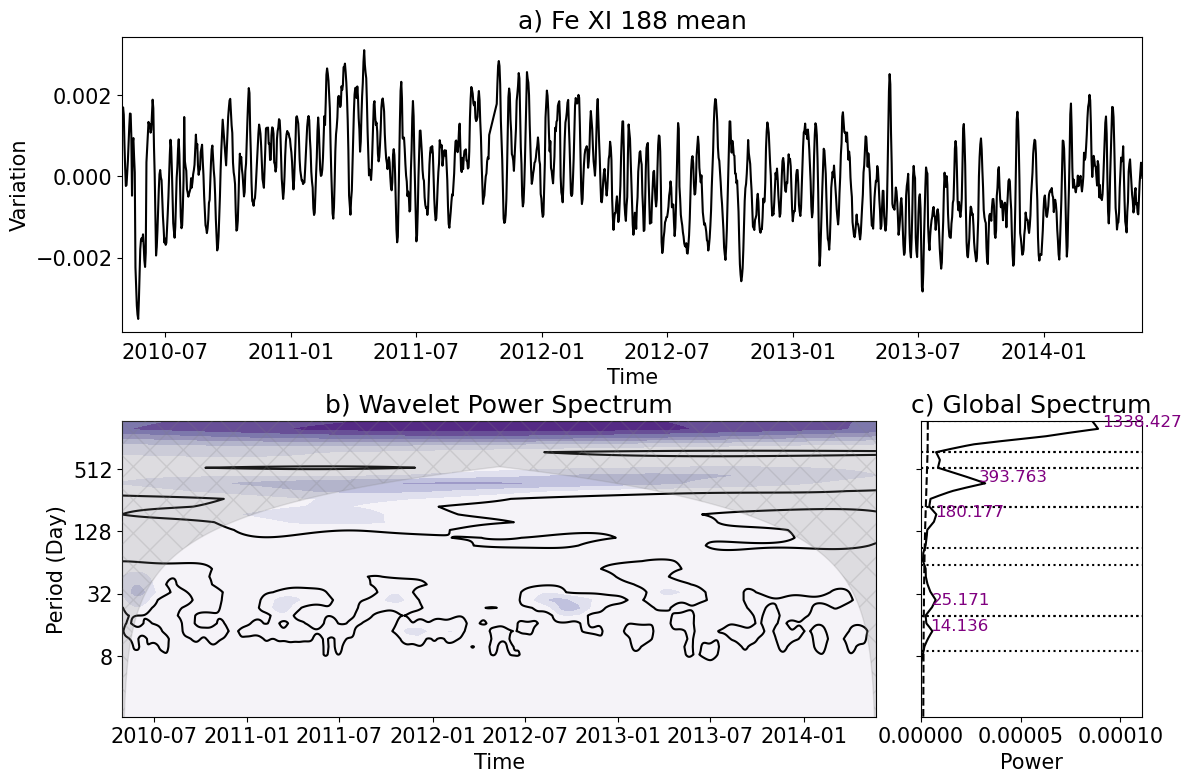 a) Fe XI 188 mean
Variation
0.002
0.000
−0.002
2010-07 2011-01 2011-07 2012-01 2012-07 2013-01 2013-07 2014-01
Time
b) Wavelet Power Spectrum
Period (Day)
512
128
32
8
2010-07 2011-01 2011-07 2012-01 2012-07 2013-01 2013-07 2014-01
Time
c) Global Spectrum
1338.427
393.763
180.177
25.171
14.136
0.00000 0.00005 0.00010
Power